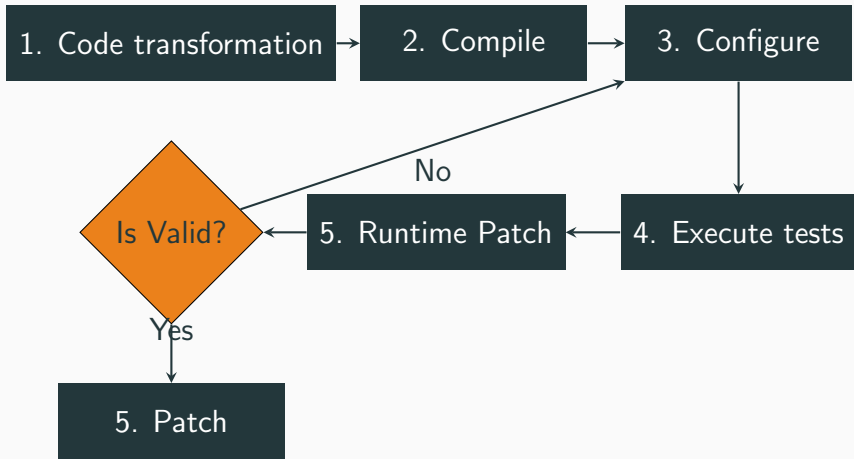 1. Code transformation
2. Compile
3. Configure
No
Is Valid?
5. Runtime Patch
4. Execute tests
Yes
5. Patch